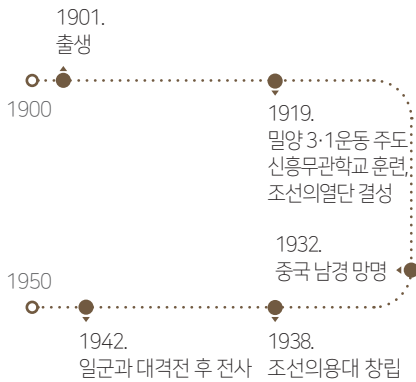 1901.
출생
1900
1919.
밀양 3·1운동 주도,
신흥무관학교 훈련,
조선의열단 결성
1932.
중국 남경 망명
1950
1942.
일군과 대격전 후 전사
1938.
조선의용대 창립